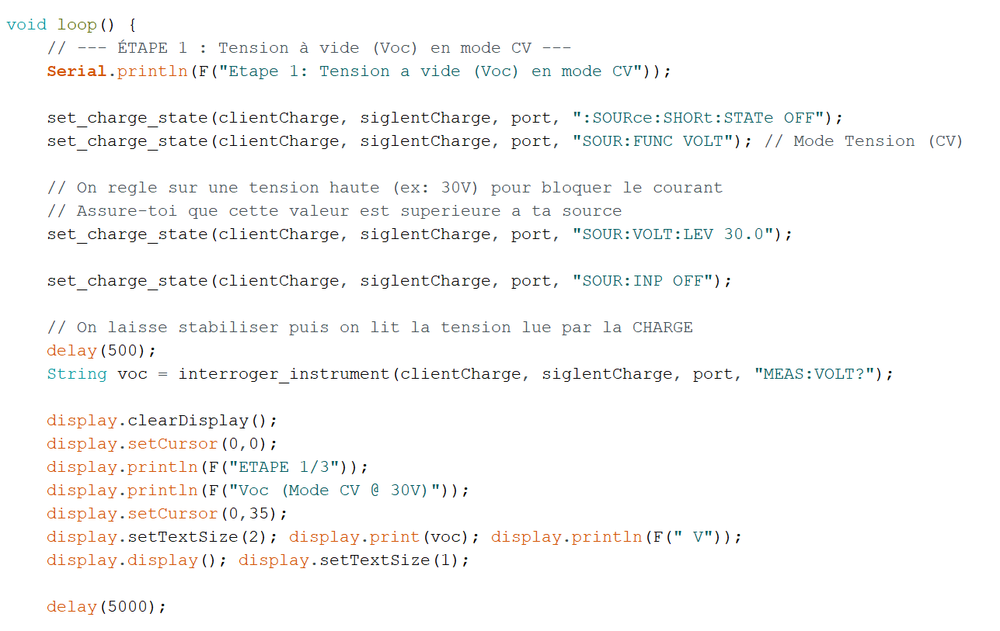 void loop() {
    // --- ÉTAPE 1 : Tension à vide (Voc) en mode CV ---
    Serial.println(F("Etape 1: Tension a vide (Voc) en mode CV"));

    set_charge_state(clientCharge, siglentCharge, port, ":SOURce:SHORt:STATe OFF");
    set_charge_state(clientCharge, siglentCharge, port, "SOUR:FUNC VOLT"); // Mode Tension (CV)

    // On regle sur une tension haute (ex: 30V) pour bloquer le courant
    // Assure-toi que cette valeur est superieure a ta source
    set_charge_state(clientCharge, siglentCharge, port, "SOUR:VOLT:LEV 30.0");

    set_charge_state(clientCharge, siglentCharge, port, "SOUR:INP OFF");

    // On laisse stabiliser puis on lit la tension lue par la CHARGE
    delay(500);
    String voc = interroger_instrument(clientCharge, siglentCharge, port, "MEAS:VOLT?");

    display.clearDisplay();
    display.setCursor(0,0);
    display.println(F("ETAPE 1/3"));
    display.println(F("Voc (Mode CV @ 30V)"));
    display.setCursor(0,35);
    display.setTextSize(2); display.print(voc); display.println(F(" V"));
    display.display(); display.setTextSize(1);

    delay(5000);